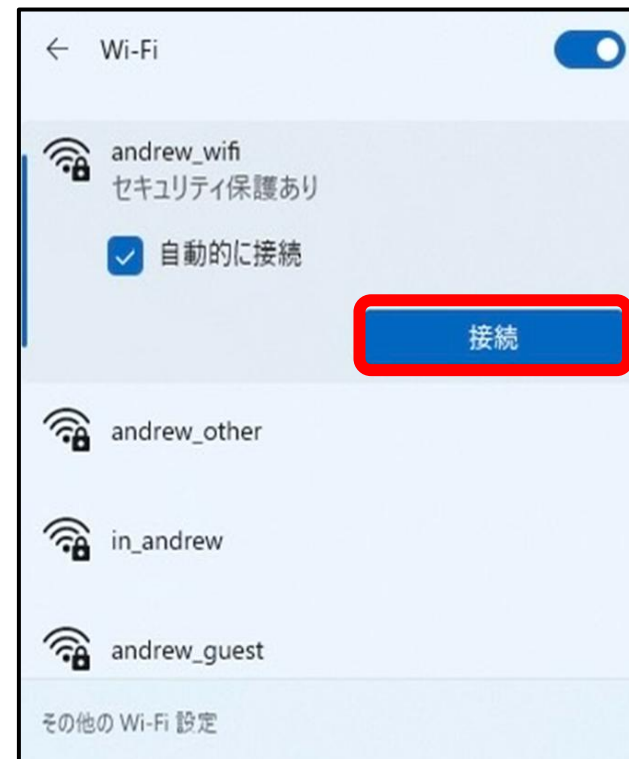 Wi-Fi
andrew_wifi
セキュリティ保護あり
自動的に接続
接続
andrew_other
in_andrew
andrew_guest
その他の Wi-Fi 設定